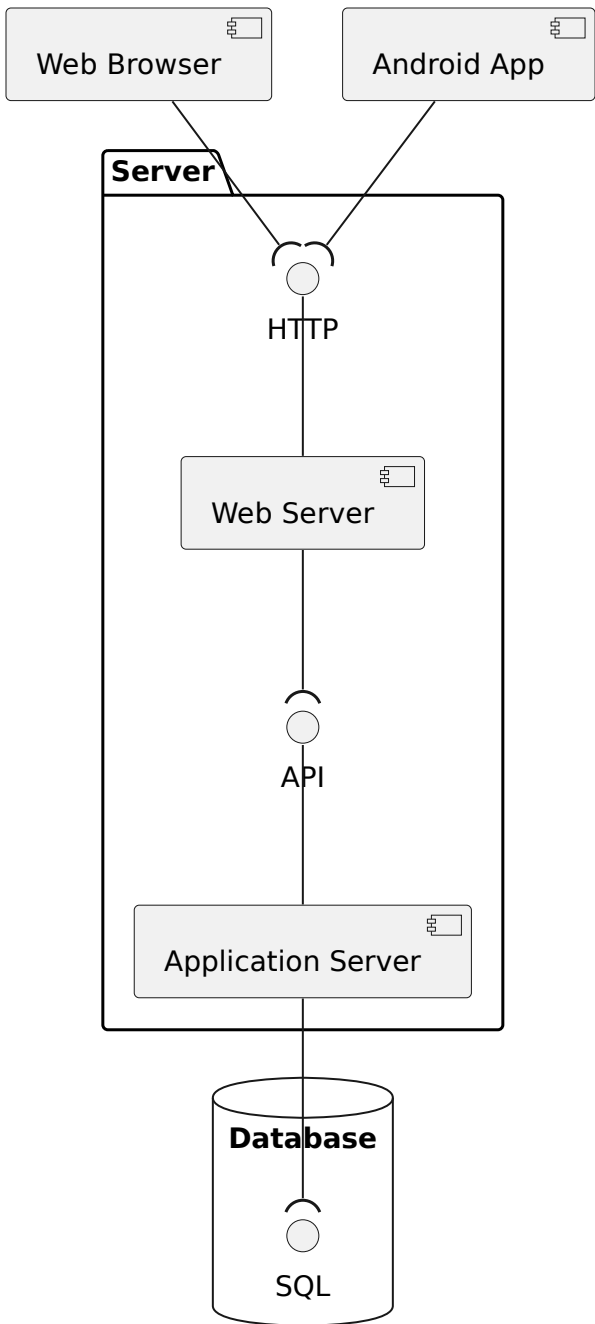 Web Browser
Android App
Server
HTTP
Web Server
API
Application Server
Database
SQL